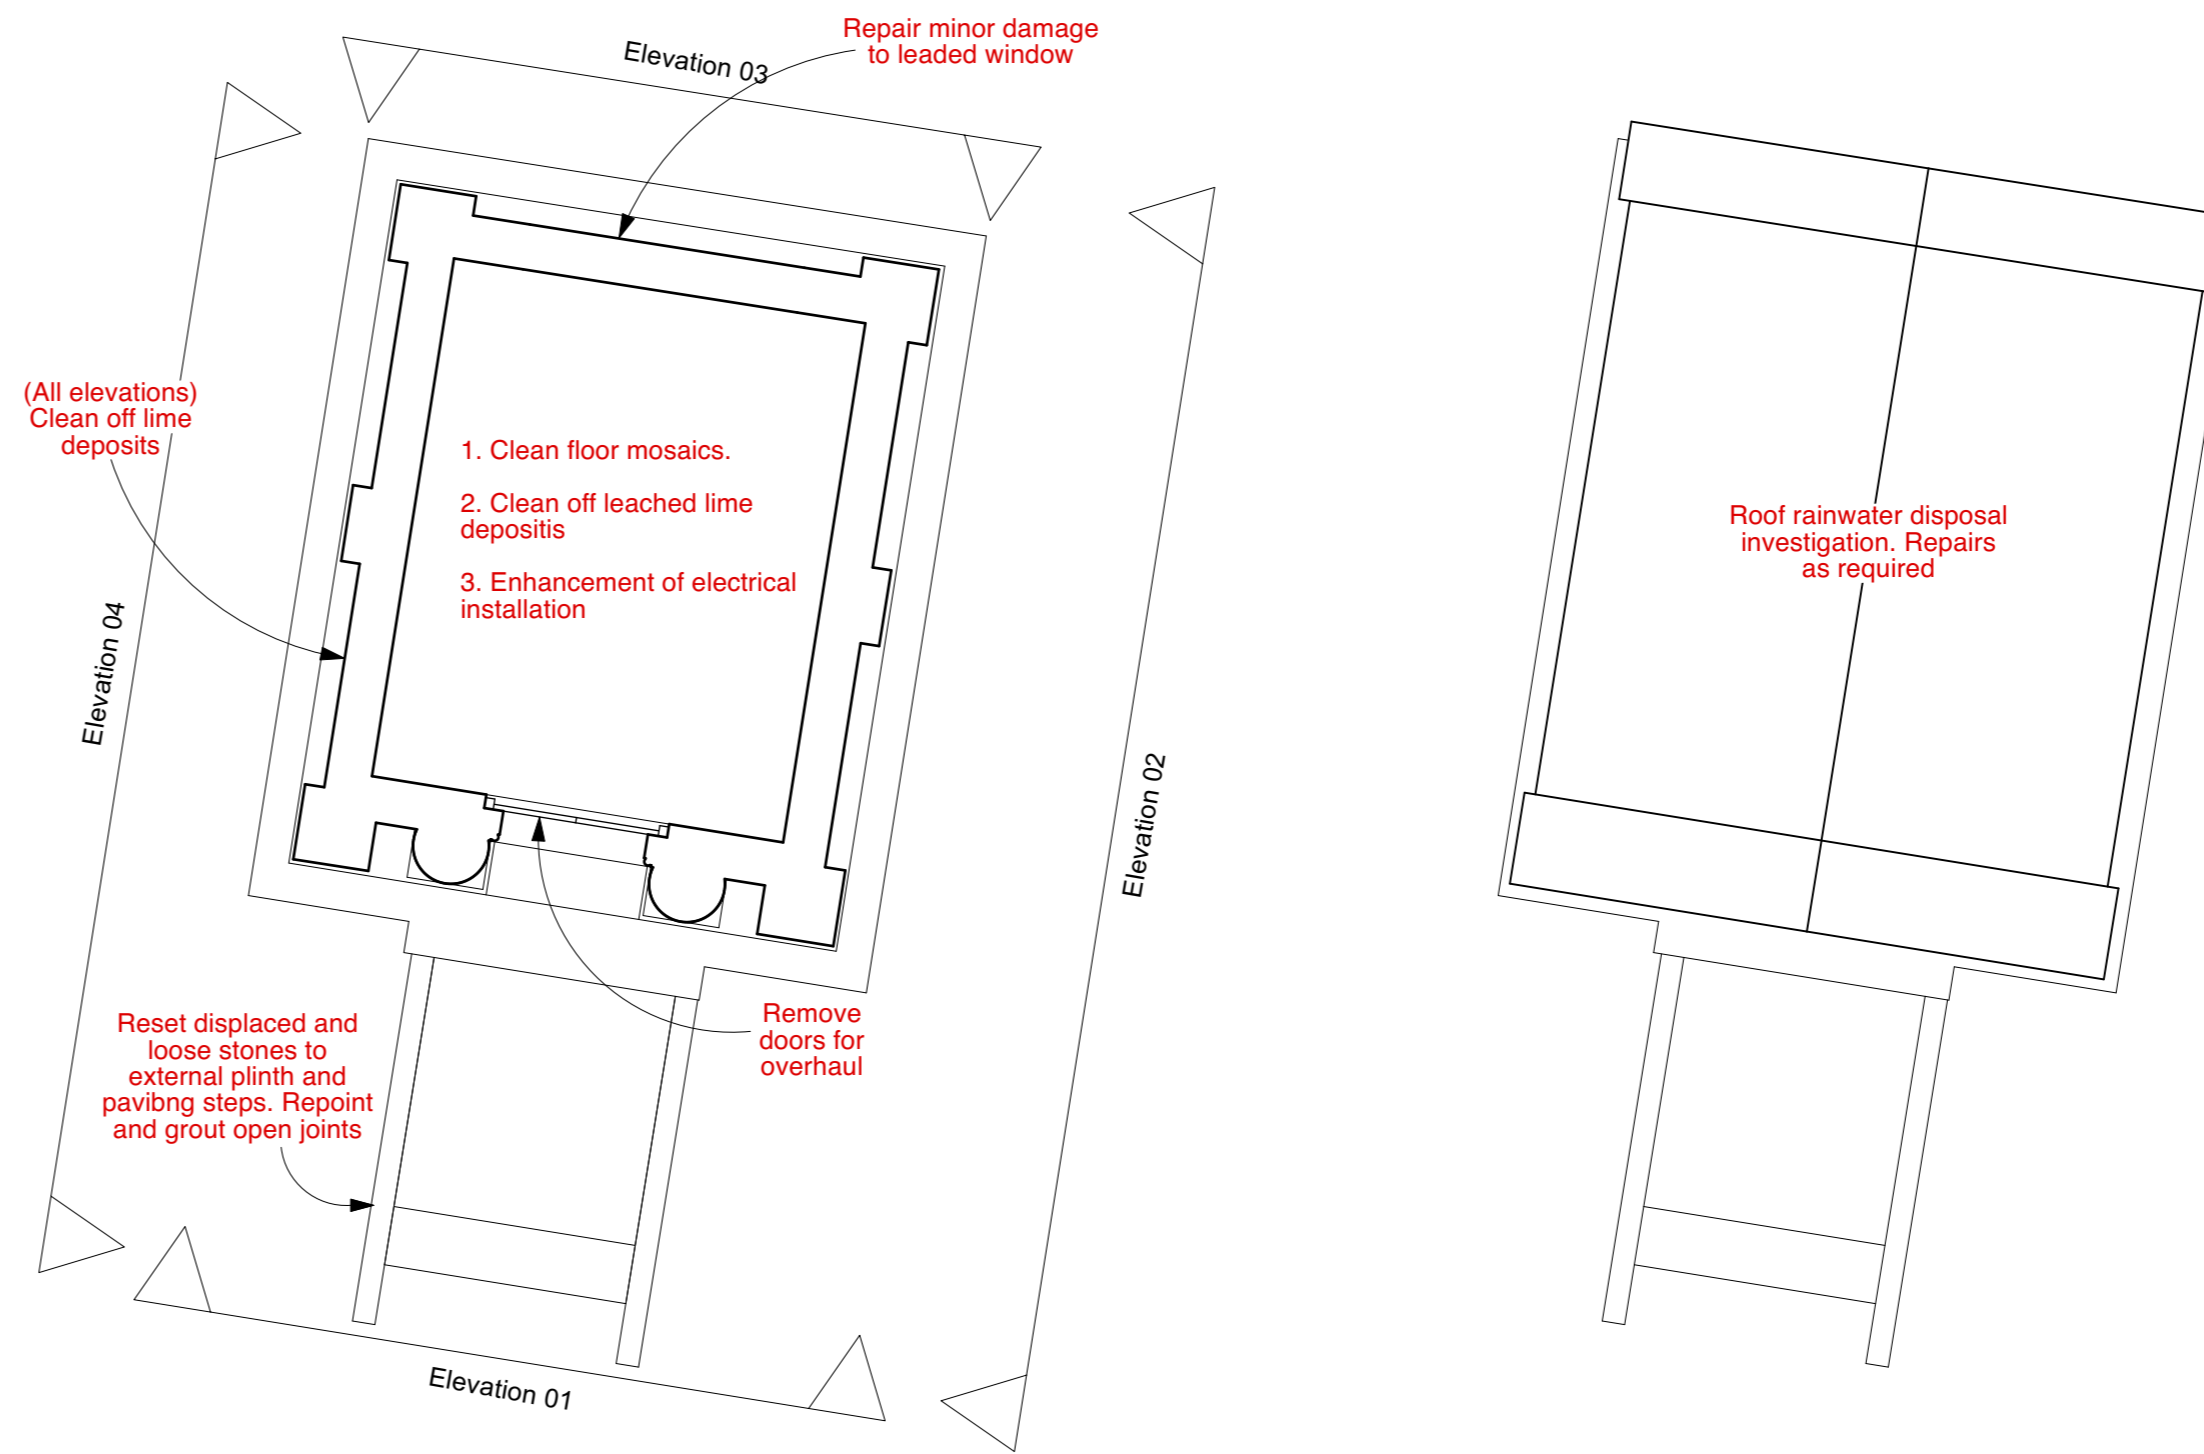 Repair minor damage
to leaded window
Elevation 03
(All elevations)
Clean off lime
deposits
1. Clean floor mosaics.
2. Clean off leached lime
depositis
3. Enhancement of electrical
installation
Roof rainwater disposal
investigation. Repairs
as required
Elevation 04
Elevation 02
Reset displaced and
loose stones to
external plinth and
pavibng steps. Repoint
and grout open joints
Remove
doors for
overhaul
Elevation 01